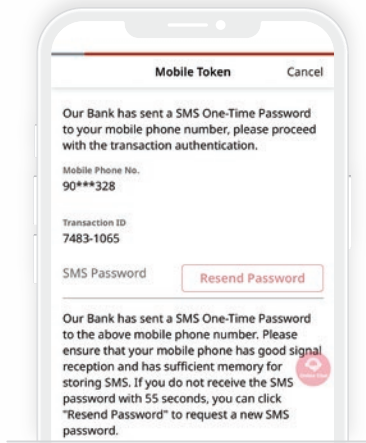 Mobile Token
Cancel
Our Bank has sent a SMS One-Time Password
to your mobile phone number, please proceed
with the transaction authentication.
Mobile Phone No.
90***328
Transaction ID
7483-1065
SMS Password
Resend Password
Our Bank has sent a SMS One-Time Password
to the above mobile phone number. Please
ensure that your mobile phone has good signal
reception and has sufficient memory for
storing SMS. If you do not receive the SMS
password with 55 seconds, you can click
"Resend Password" to request a new SMS
password.